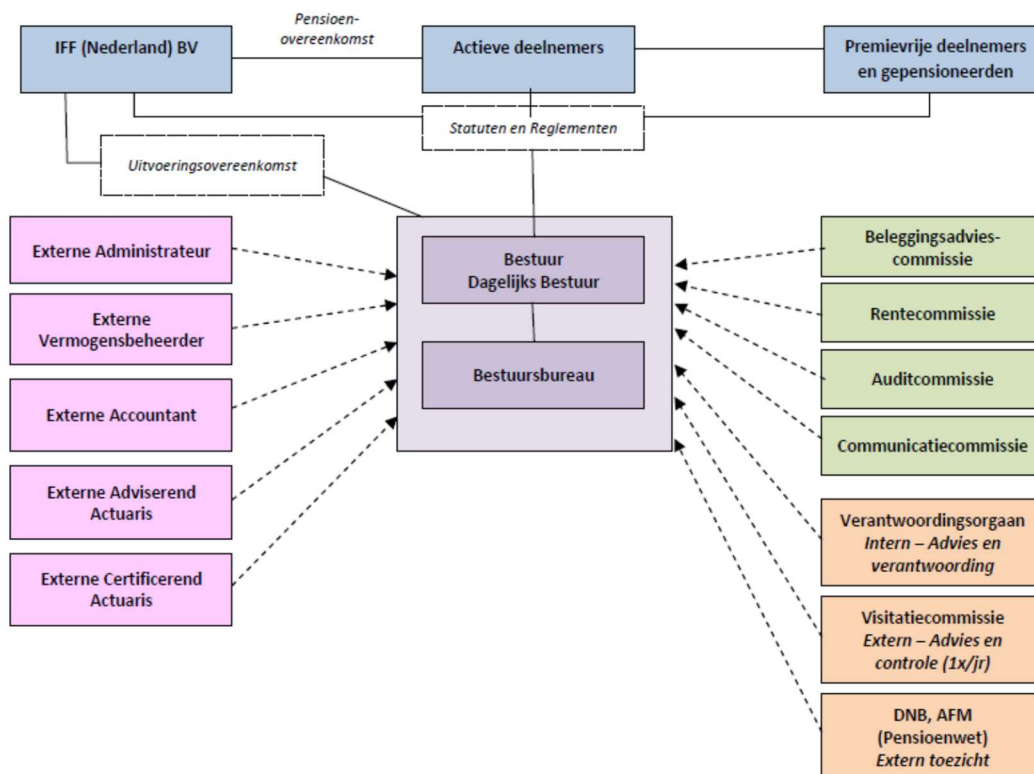 Pensioen-
overeenkomst
IFF (Nederland) BV
Actieve deelnemers
Premievrije deelnemers
en gepensioneerden
Statuten en Reglementen
Uitvoeringsovereenkomst
Externe Administrateur
Externe
Vermogensbeheerder
Externe Accountant
Externe Adviserend
Actuaris
Externe Certificerend
Actuaris
Bestuur
Dagelijks Bestuur
Bestuursbureau
Beleggingsadvies-
commissie
Rentecommissie
Auditcommissie
Communicatiecommissie
Verantwoordingsorgaan
Intern – Advies en
verantwoording
Visitatiecommissie
Extern – Advies en
controle (1x/jr)
DNB, AFM
(Pensioenwet)
Extern toezicht